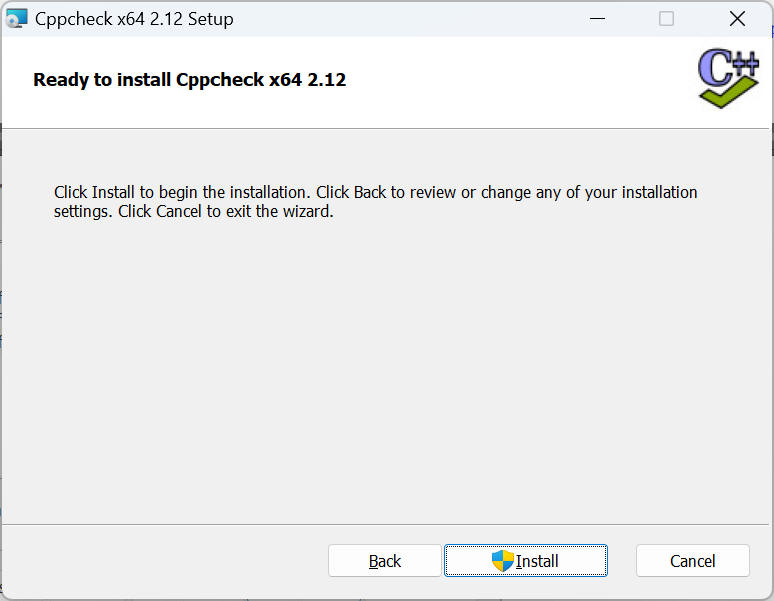 Cppcheck x64 2.12 Setup
Ready to install Cppcheck x64 2.12
C++
Click Install to begin the installation. Click Back to review or change any of your installation
settings. Click Cancel to exit the wizard.
Back
Install
Cancel